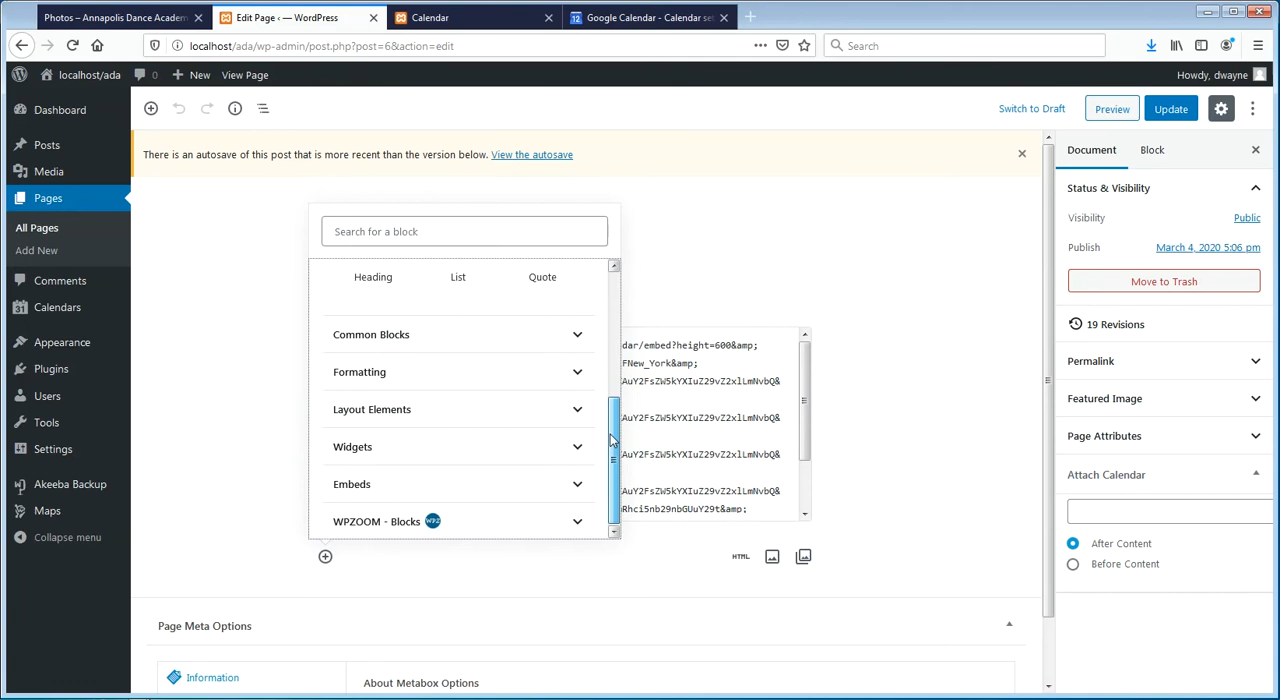 Photos – Annapolis Dance Academ
Edit Page ‹ — WordPress
Calendar
Google Calendar - Calendar set
localhost/ada/wp-admin/post.php?post=6&action=edit
Search
localhost/ada
0
New
View Page
Howdy, dwayne
Dashboard
Posts
Media
Pages
All Pages
Add New
Comments
Calendars
Appearance
Plugins
Users
Tools
Settings
Akeeba Backup
Maps
Collapse menu
Switch to Draft
Preview
Update
There is an autosave of this post that is more recent than the version below. View the autosave
Search for a block
Heading
List
Quote
Common Blocks
Formatting
Layout Elements
Widgets
Embeds
WPZOOM - Blocks WPZ
dar/embed?height=600&amp;
FNew_York&amp;
AuY2FsZW5kYXIuZ29vZ2xlLmNvbQ&
AuY2FsZW5kYXIuZ29vZ2xlLmNvbQ&
AuY2FsZW5kYXIuZ29vZ2xlLmNvbQ&
AuY2FsZW5kYXIuZ29vZ2xlLmNvbQ&
Rhci5nb29nbGUuY29t&amp;
HTML
Page Meta Options
Information
About Metabox Options
Document
Block
Status & Visibility
Visibility
Public
Publish
March 4, 2020 5:06 pm
Move to Trash
19 Revisions
Permalink
Featured Image
Page Attributes
Attach Calendar
After Content
Before Content